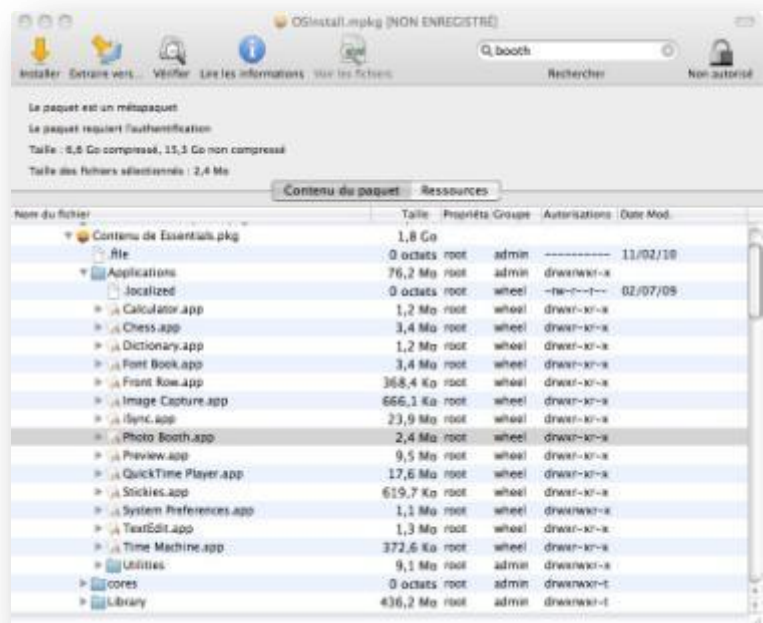 OSInstall.mpkg [NON ENREGISTRÉ]
booth
Installer Extraire vers... Vérifier Lire les informations Voir les fichiers Rechercher Non autorisé
Le paquet est un métapaquet
Le paquet requiert l'authentification
Taille : 6,6 Go compressé, 15,3 Go non compressé
Taille des fichiers sélectionnés : 2,4 Mo
Contenu du paquet Ressources
Nom du fichier Taille Propriéta Groupe Autorisations Date Mod.
Contenu de Essentials.pkg 1,8 Go
.file 0 octets root admin ---------- 11/02/10
Applications 76,2 Mo root admin drwxrwxr-x
.localized 0 octets root wheel -rw-r--r-- 02/07/09
Calculator.app 1,2 Mo root wheel drwxr-xr-x
Chess.app 3,4 Mo root wheel drwxr-xr-x
Dictionary.app 1,2 Mo root wheel drwxr-xr-x
Font Book.app 3,4 Mo root wheel drwxr-xr-x
Front Row.app 368,4 Ko root wheel drwxr-xr-x
Image Capture.app 666,1 Ko root wheel drwxr-xr-x
iSync.app 23,9 Mo root wheel drwxr-xr-x
Photo Booth.app 2,4 Mo root wheel drwxr-xr-x
Preview.app 9,5 Mo root wheel drwxr-xr-x
QuickTime Player.app 17,6 Mo root wheel drwxr-xr-x
Stickies.app 619,7 Ko root wheel drwxr-xr-x
System Preferences.app 1,1 Mo root wheel drwxrwxr-x
TextEdit.app 1,3 Mo root wheel drwxr-xr-x
Time Machine.app 372,6 Ko root wheel drwxr-xr-x
Utilities 9,1 Mo root admin drwxrwxr-x
cores 0 octets root admin drwxrwxr-t
Library 436,2 Mo root admin drwxrwxr-t